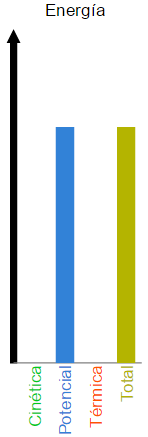 Energía
Cinética
Potencial
Térmica
Total